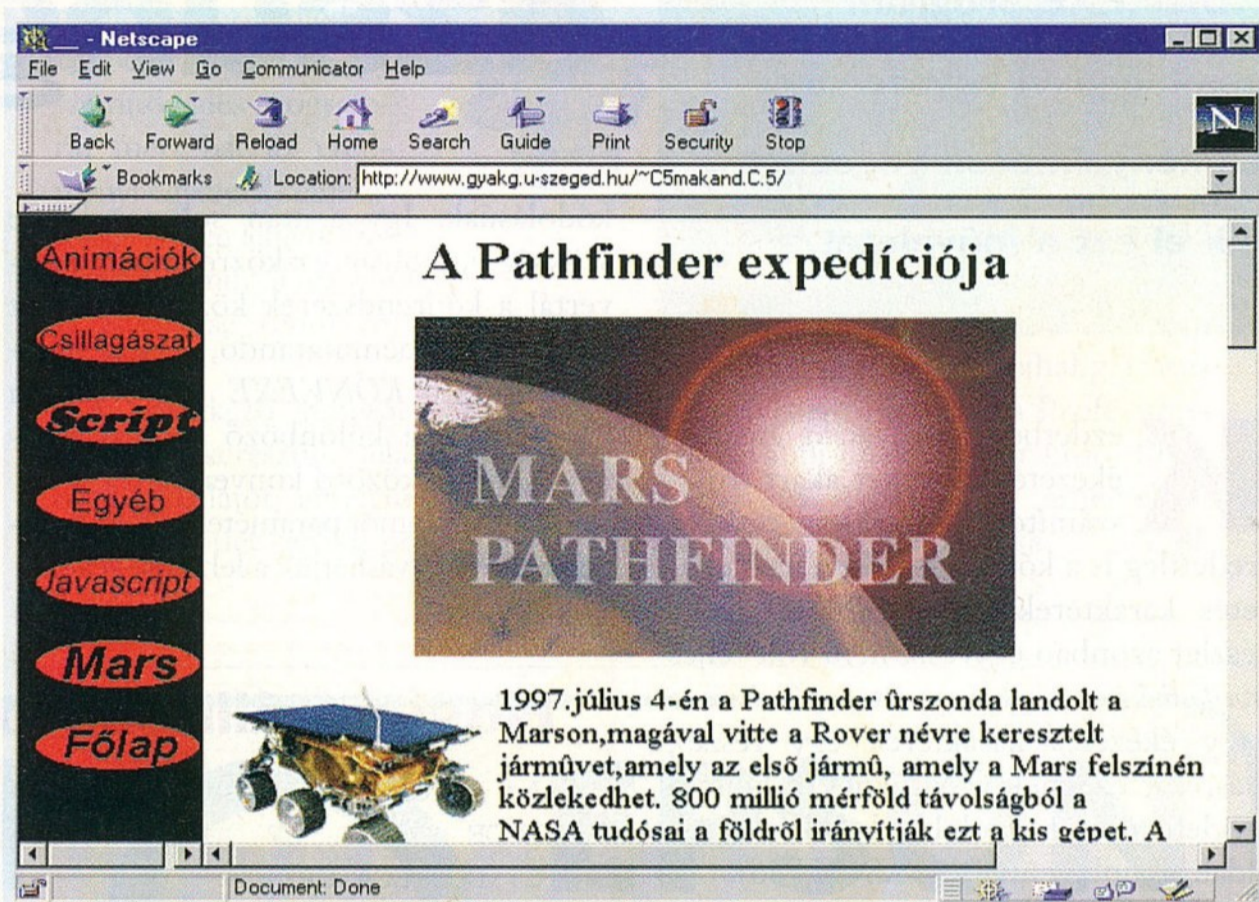 __ - Netscape
File Edit View Go Communicator Help
Back Forward Reload Home Search Guide Print Security Stop
N
Bookmarks Location: http://www.gyakg.u-szeged.hu/~C5makand.C.5/
Animációk
Csillagászat
Script
Egyéb
Javascript
Mars
Főlap
A Pathfinder expedíciója
MARS
PATHFINDER
1997.július 4-én a Pathfinder ûrszonda landolt a
Marson,magával vitte a Rover névre keresztelt
jármûvet,amely az elsõ jármû, amely a Mars felszínén
közlekedhet. 800 millió mérföld távolságból a
NASA tudósai a földrõl irányítják ezt a kis gépet. A
Document: Done